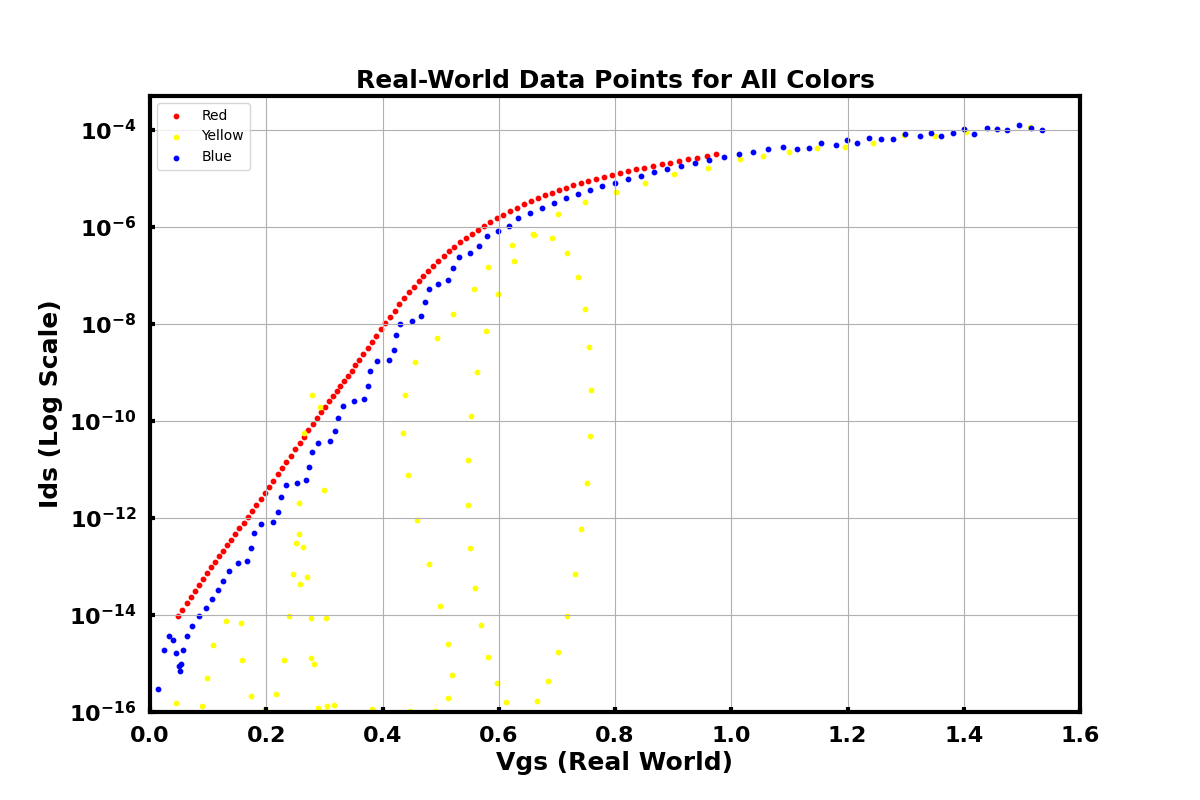 Real-World Data Points for All Colors
Red
Yellow
Blue
Ids (Log Scale)
10⁻⁴
10⁻⁶
10⁻⁸
10⁻¹⁰
10⁻¹²
10⁻¹⁴
10⁻¹⁶
0.0 0.2 0.4 0.6 0.8 1.0 1.2 1.4 1.6
Vgs (Real World)